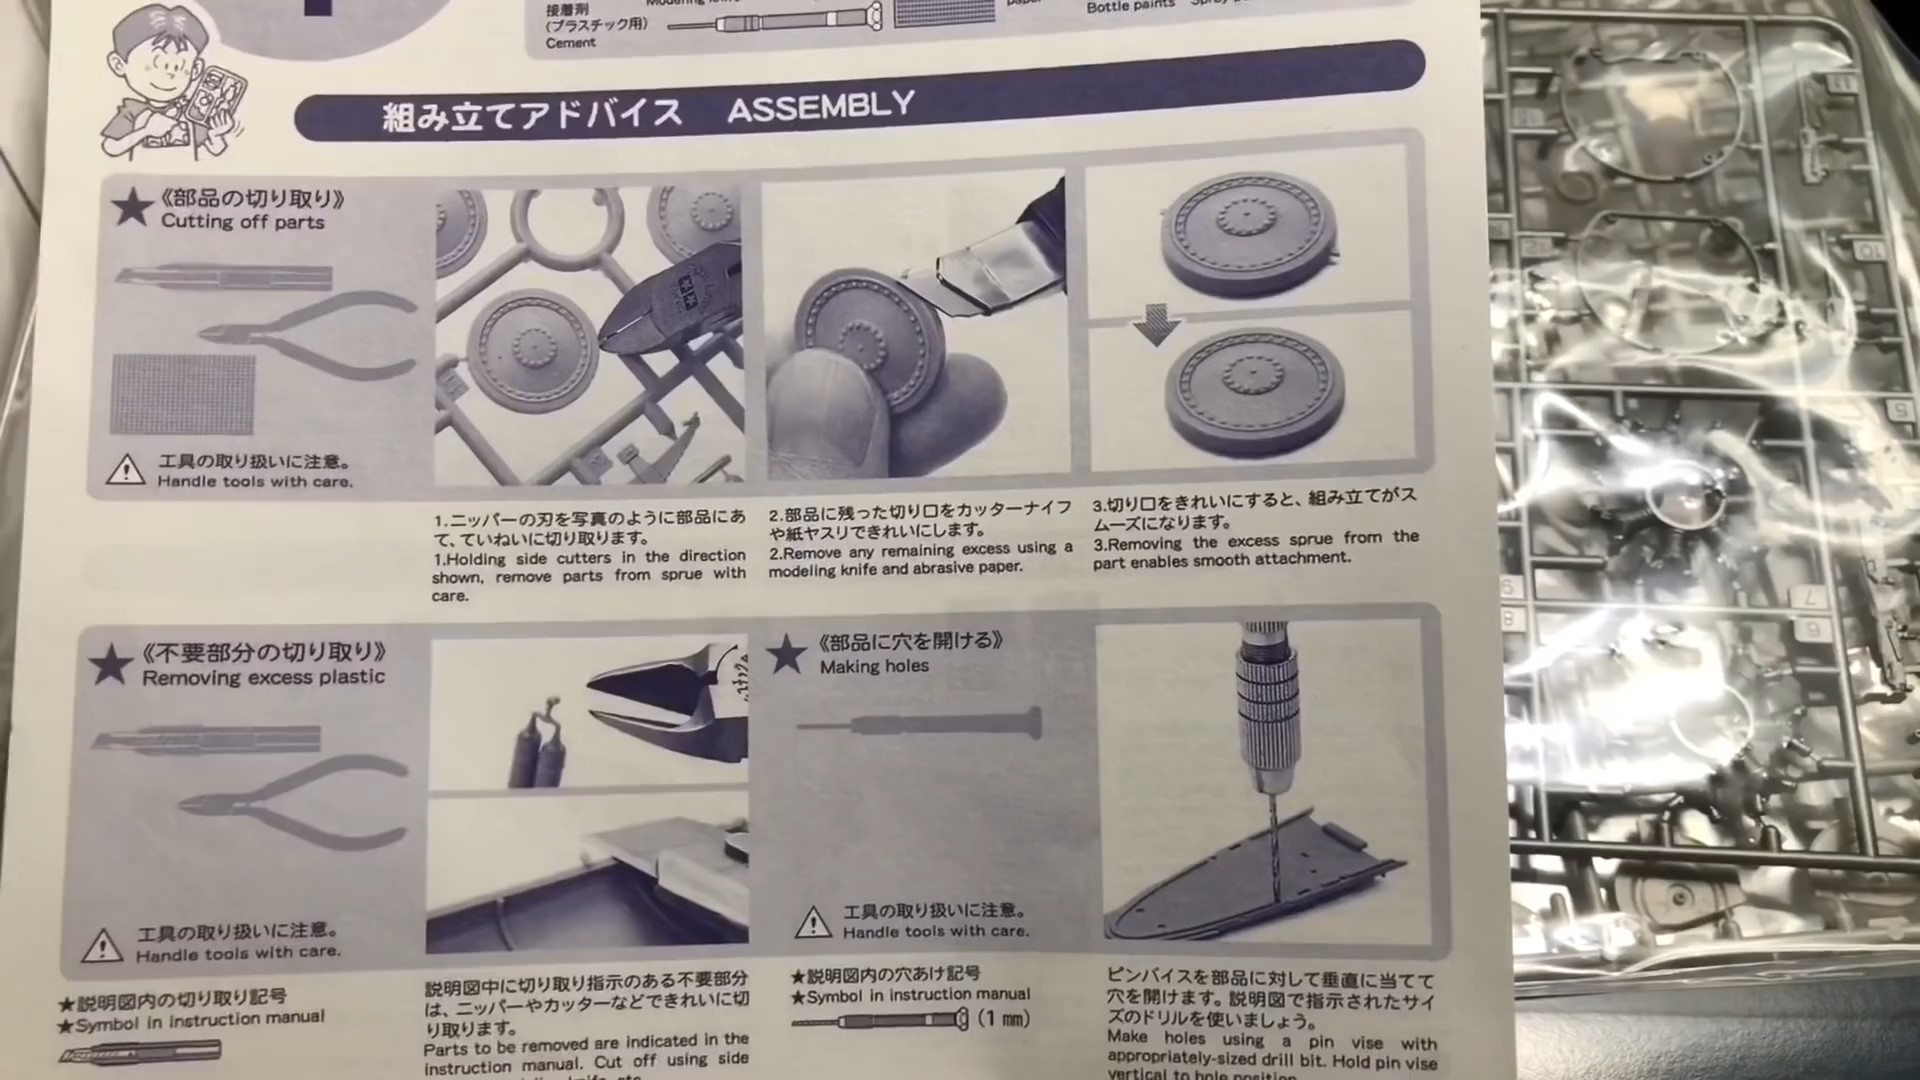 接着剤
(プラスチック用)
Cement
Bottle paints
組み立てアドバイス ASSEMBLY
★《部品の切り取り》
Cutting off parts
工具の取り扱いに注意。
Handle tools with care.
1.ニッパーの刃を写真のように部品にあ
て、ていねいに切り取ります。
1.Holding side cutters in the direction
shown, remove parts from sprue with
care.
2.部品に残った切り口をカッターナイフ
や紙ヤスリできれいにします。
2.Remove any remaining excess using a
modeling knife and abrasive paper.
3.切り口をきれいにすると、組み立てがス
ムーズになります。
3.Removing the excess sprue from the
part enables smooth attachment.
★《不要部分の切り取り》
Removing excess plastic
工具の取り扱いに注意。
Handle tools with care.
★説明図内の切り取り記号
★Symbol in instruction manual
説明図中に切り取り指示のある不要部分
は、ニッパーやカッターなどできれいに切
り取ります。
Parts to be removed are indicated in the
instruction manual. Cut off using side
★《部品に穴を開ける》
Making holes
工具の取り扱いに注意。
Handle tools with care.
★説明図内の穴あけ記号
★Symbol in instruction manual
(1 mm)
ピンバイスを部品に対して垂直に当てて
穴を開けます。説明図で指示されたサイ
ズのドリルを使いましょう。
Make holes using a pin vise with
appropriately-sized drill bit. Hold pin vise
vertical to hole position.
11
10
5
7
6
9
8